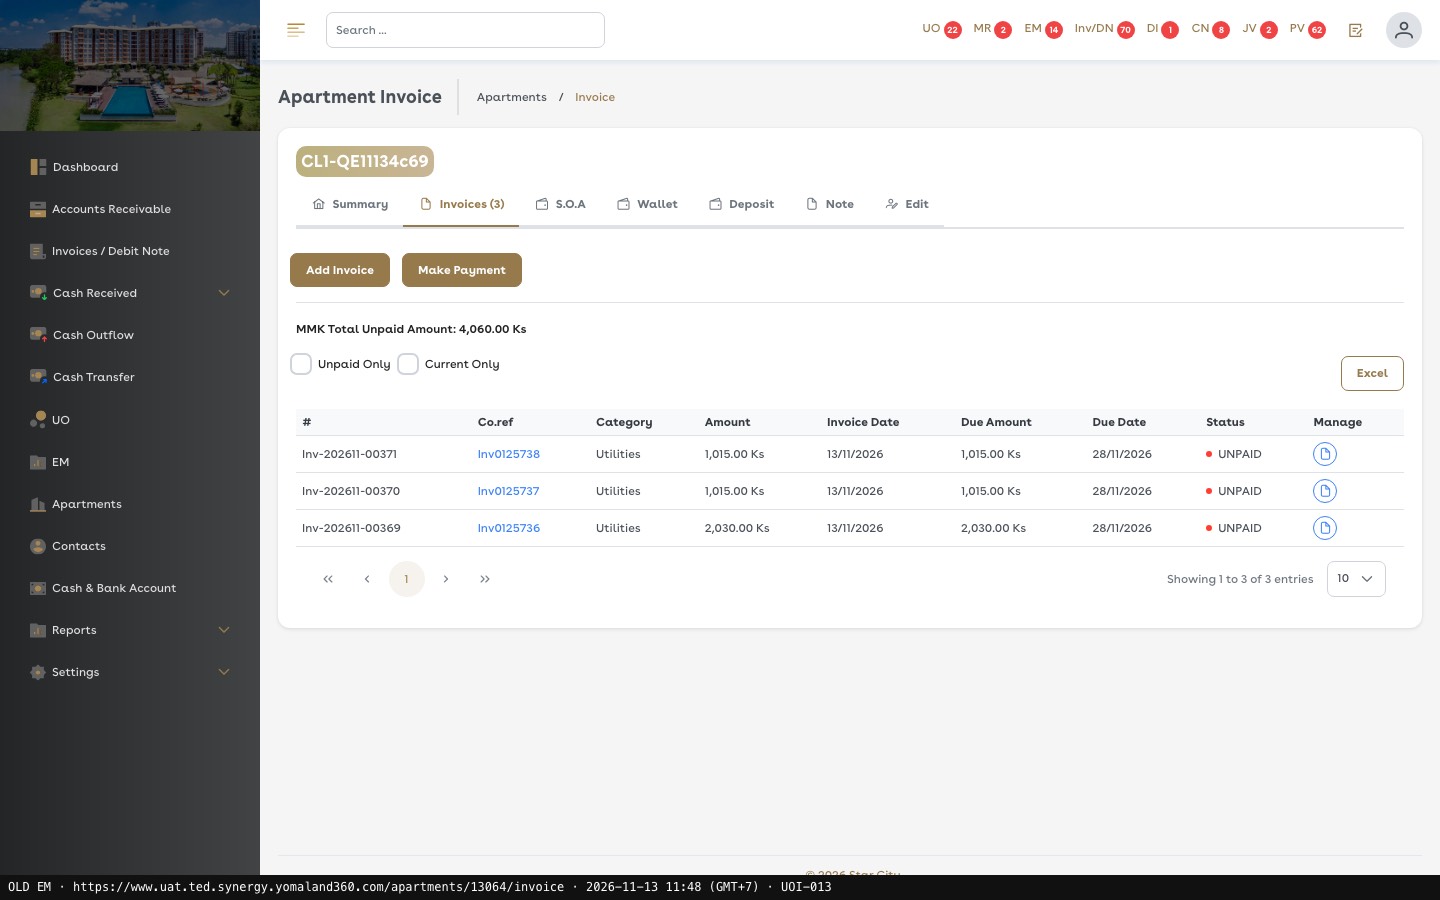 Search ...
UO 22 MR 2 EM 14 Inv/DN 70 DI 1 CN 8 JV 2 PV 62
Dashboard
Accounts Receivable
Invoices / Debit Note
Cash Received
Cash Outflow
Cash Transfer
UO
EM
Apartments
Contacts
Cash & Bank Account
Reports
Settings
Apartment Invoice Apartments / Invoice
CL1-QE11134c69
Summary Invoices (3) S.O.A Wallet Deposit Note Edit
Add Invoice Make Payment
MMK Total Unpaid Amount: 4,060.00 Ks
Unpaid Only Current Only
Excel
# Co.ref Category Amount Invoice Date Due Amount Due Date Status Manage
Inv-202611-00371 Inv0125738 Utilities 1,015.00 Ks 13/11/2026 1,015.00 Ks 28/11/2026 UNPAID
Inv-202611-00370 Inv0125737 Utilities 1,015.00 Ks 13/11/2026 1,015.00 Ks 28/11/2026 UNPAID
Inv-202611-00369 Inv0125736 Utilities 2,030.00 Ks 13/11/2026 2,030.00 Ks 28/11/2026 UNPAID
« ‹ 1 › » Showing 1 to 3 of 3 entries 10
© 2026 Star City
OLD EM · https://www.uat.ted.synergy.yomaland360.com/apartments/13064/invoice · 2026-11-13 11:48 (GMT+7) · UOI-013